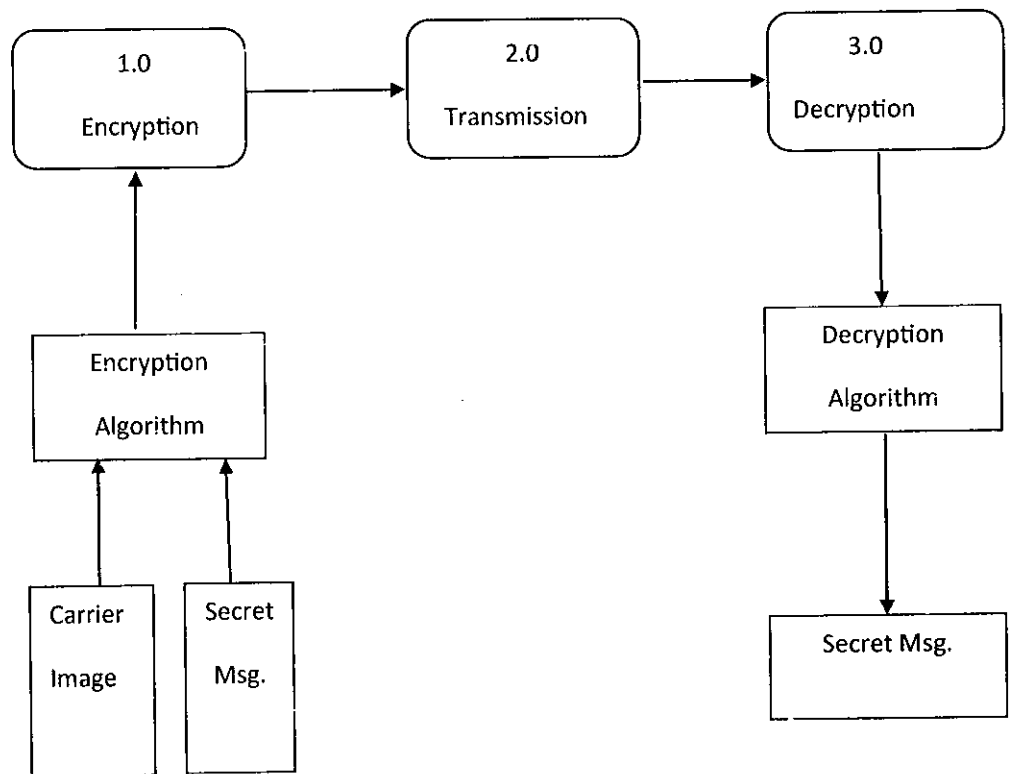 1.0
Encryption
2.0
Transmission
3.0
Decryption
Encryption
Algorithm
Decryption
Algorithm
Carrier
Image
Secret
Msg.
Secret Msg.